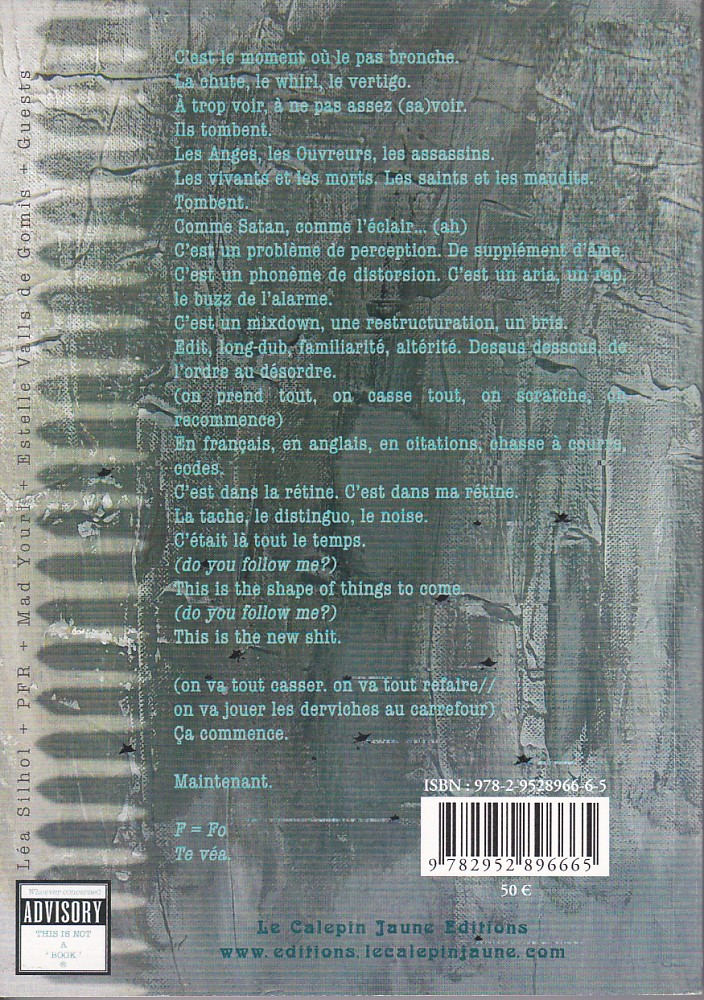 C'est le moment où le pas bronche.
La chute, le whirl, le vertigo.
À trop voir, à ne pas assez (sa)voir.
Ils tombent.
Les Anges, les Ouvreurs, les assassins.
Les vivants et les morts. Les saints et les maudits.
Tombent.
Comme Satan, comme l'éclair... (ah)
C'est un problème de perception. De supplément d'âme.
C'est un phonème de distorsion. C'est un aria, un rap,
le buzz de l'alarme.
C'est un mixdown, une restructuration, un bris.
Edit, long-dub, familiarité, altérité. Dessus dessous, de
l'ordre au désordre.
(on prend tout, on casse tout, on scratche, on
recommence)
En français, en anglais, en citations, chasse à courre,
codes.
C'est dans la rétine. C'est dans ma rétine.
La tache, le distinguo, le noise.
C'était là tout le temps.
(do you follow me?)
This is the shape of things to come.
(do you follow me?)
This is the new shit.
(on va tout casser. on va tout refaire//
on va jouer les derviches au carrefour)
Ça commence.
Maintenant.
F = Fo
Te véa.
Léa Silhol + PFR + Mad Youri + Estelle Valls de Gomis + Guests
ISBN : 978-2-9528966-6-5
9 782952 896665
50 €
Whoever concerned
ADVISORY
THIS IS NOT
A
'BOOK'
*
Le Calepin Jaune Editions
www.editions.lecalepinjaune.com